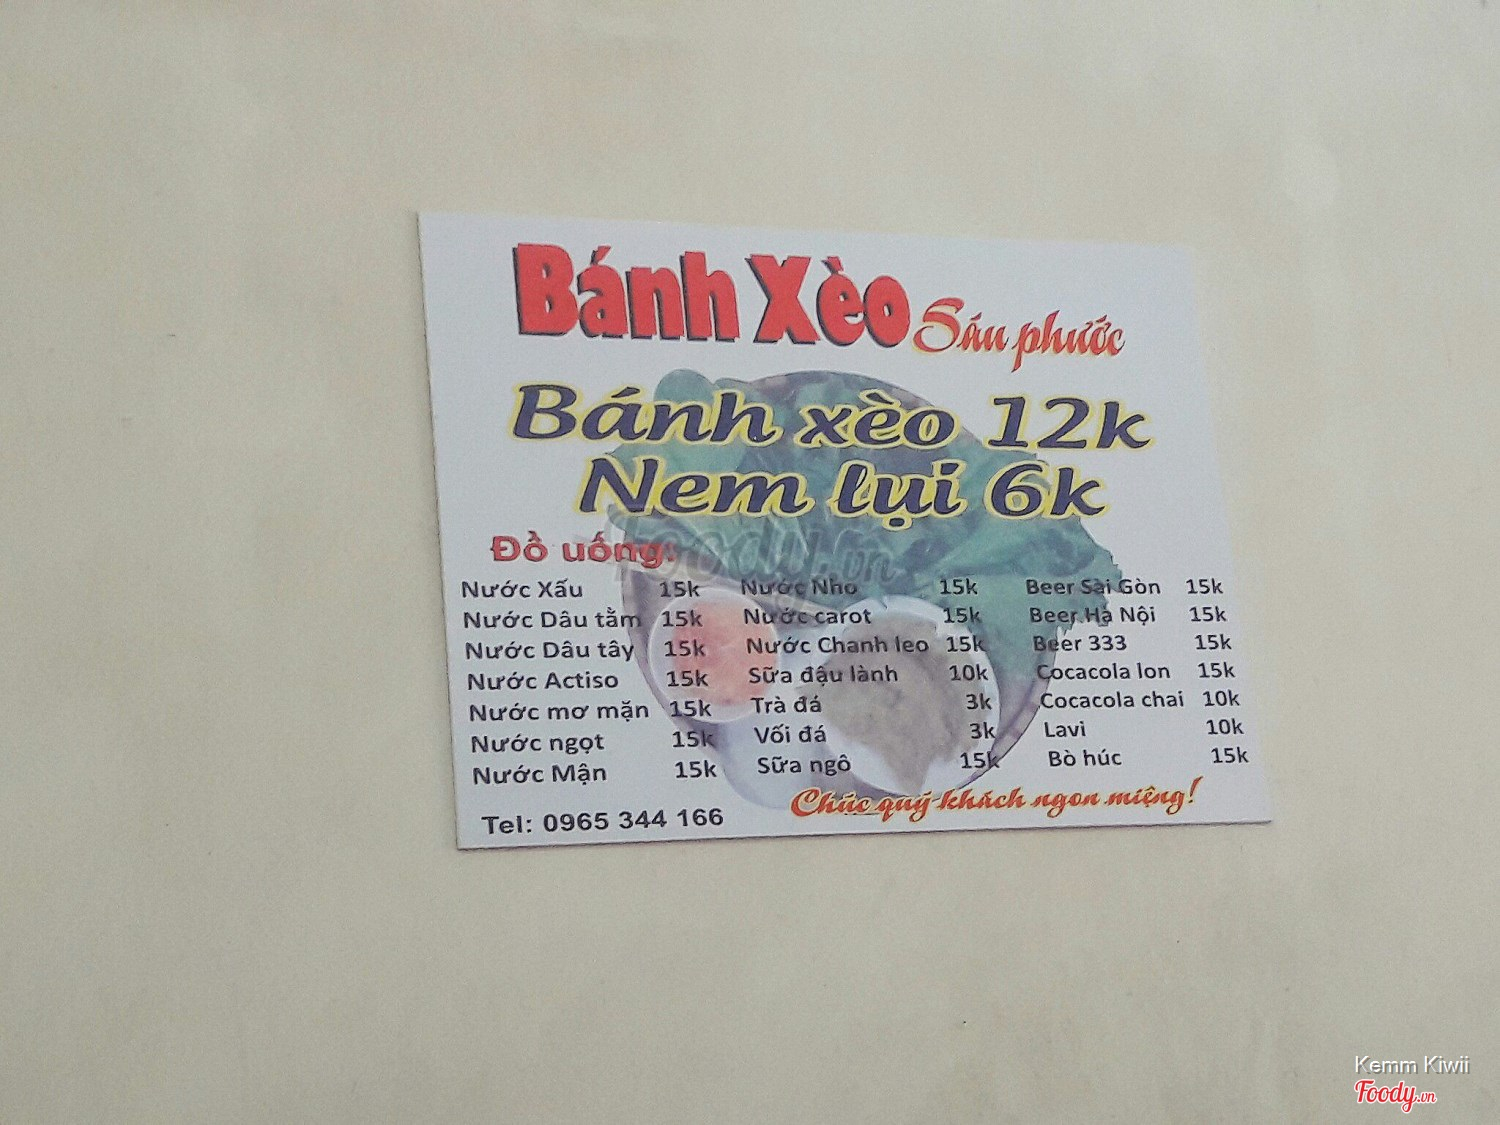 Bánh Xèo Sáu phước
Bánh xèo 12k
Nem lụi 6k
Đồ uống:
Nước Xấu 15k
Nước Dâu tằm 15k
Nước Dâu tây 15k
Nước Actiso 15k
Nước mơ mặn 15k
Nước ngọt 15k
Nước Mận 15k
Nước Nho 15k
Nước carot 15k
Nước Chanh leo 15k
Sữa đậu lành 10k
Trà đá 3k
Vối đá 3k
Sữa ngô 15k
Beer Sài Gòn 15k
Beer Hà Nội 15k
Beer 333 15k
Cocacola lon 15k
Cocacola chai 10k
Lavi 10k
Bò húc 15k
Tel: 0965 344 166
Chúc quý khách ngon miệng!
Foody.vn
Kemm Kiwii
Foody.vn